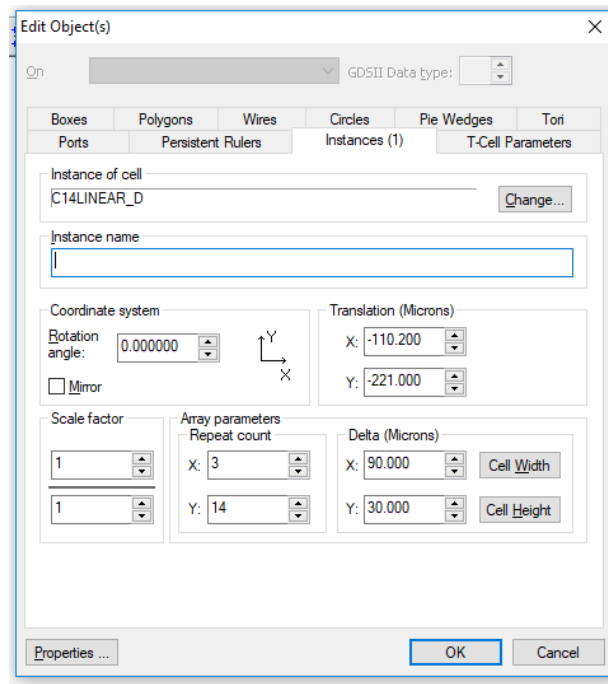 Edit Object(s)
On
GDSII Data type:
Boxes Polygons Wires Circles Pie Wedges Tori
Ports Persistent Rulers Instances (1) T-Cell Parameters
Instance of cell
C14LINEAR_D
Change...
Instance name
Coordinate system
Rotation angle:
0.000000
Y
X
Mirror
Translation (Microns)
X: -110.200
Y: -221.000
Scale factor
1
1
Array parameters
Repeat count
X: 3
Y: 14
Delta (Microns)
X: 90.000 Cell Width
Y: 30.000 Cell Height
Properties ... OK Cancel